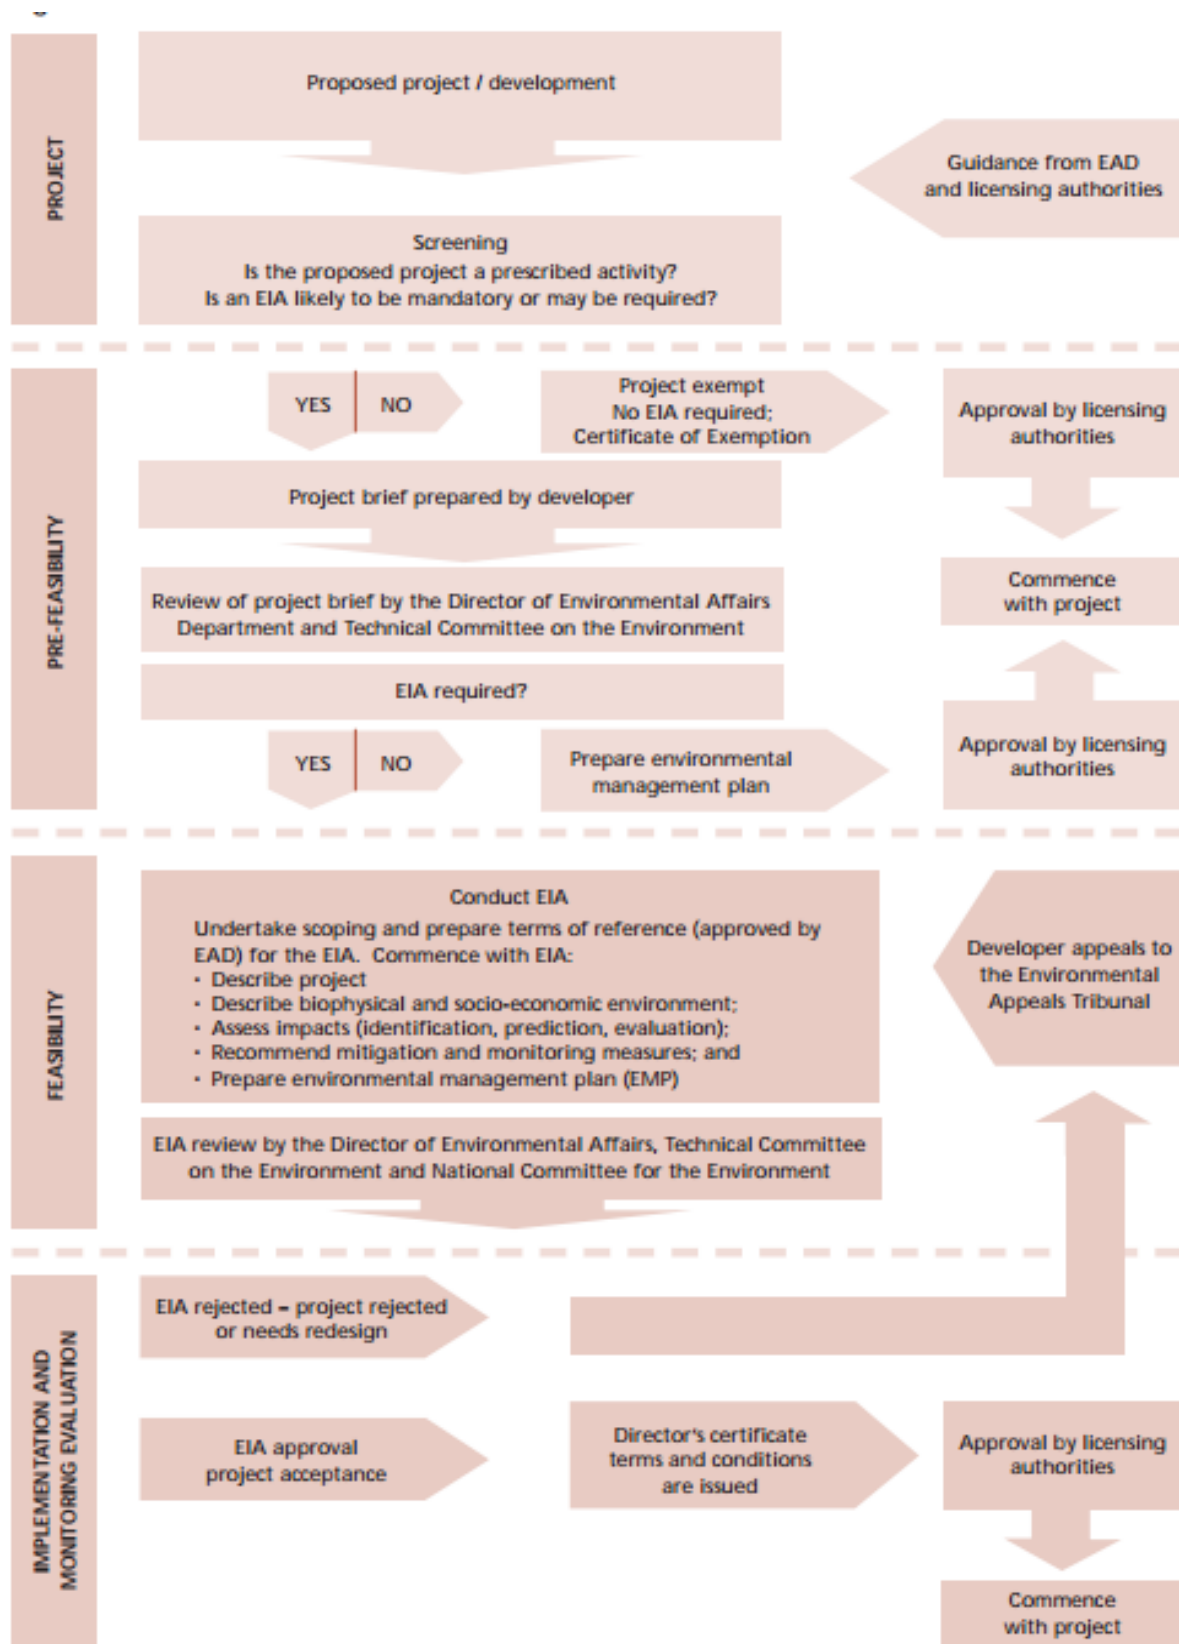 PROJECT
Proposed project / development
Guidance from EAD
and licensing authorities
Screening
Is the proposed project a prescribed activity?
Is an EIA likely to be mandatory or may be required?
PRE-FEASIBILITY
YES
NO
Project exempt
No EIA required;
Certificate of Exemption
Approval by licensing
authorities
Project brief prepared by developer
Commence
with project
Review of project brief by the Director of Environmental Affairs
Department and Technical Committee on the Environment
EIA required?
YES
NO
Prepare environmental
management plan
Approval by licensing
authorities
FEASIBILITY
Conduct EIA
Undertake scoping and prepare terms of reference (approved by
EAD) for the EIA. Commence with EIA:
• Describe project
• Describe biophysical and socio-economic environment;
• Assess impacts (identification, prediction, evaluation);
• Recommend mitigation and monitoring measures; and
• Prepare environmental management plan (EMP)
Developer appeals to
the Environmental
Appeals Tribunal
EIA review by the Director of Environmental Affairs, Technical Committee
on the Environment and National Committee for the Environment
IMPLEMENTATION AND
MONITORING EVALUATION
EIA rejected – project rejected
or needs redesign
EIA approval
project acceptance
Director's certificate
terms and conditions
are issued
Approval by licensing
authorities
Commence
with project